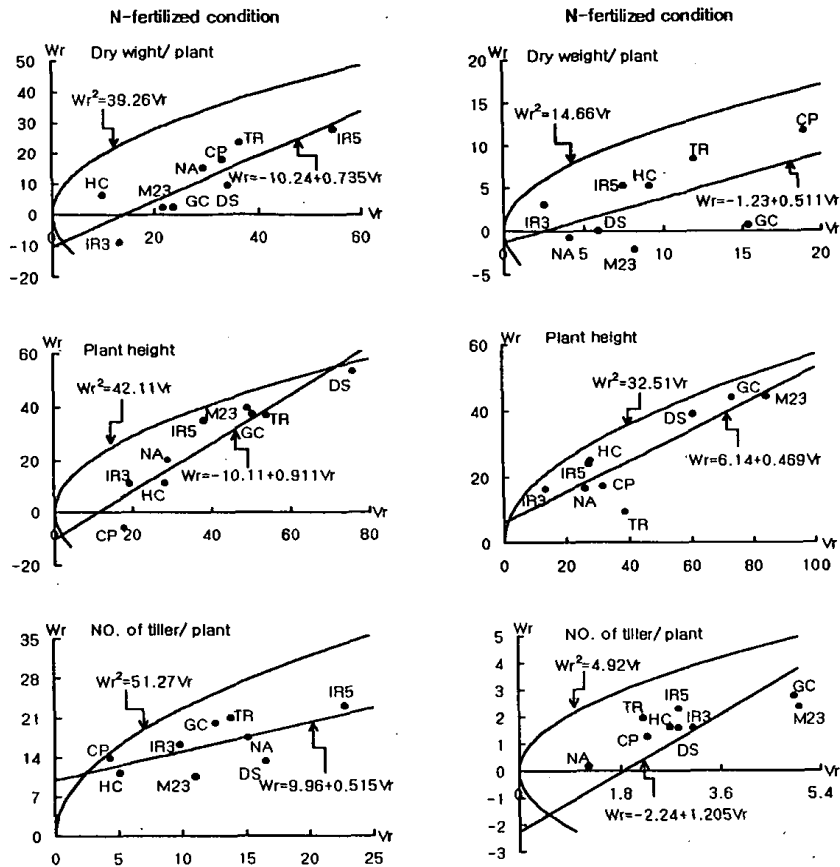 N-fertilized condition
N-fertilized condition
Wr Dry wight/ plant
50
40
30
20
10
0
-10
-20
Wr²=39.26Vr
HC
IR3
M23
NA
CP
TR
GC
DS
IR5
Wr=-10.24+0.735Vr
20
40
60
Vr
Wr Dry weight/ plant
20
15
10
5
0
-5
Wr²=14.66Vr
IR3
IR5
HC
TR
CP
DS
NA
M23
GC
Wr=-1.23+0.511Vr
0
5
10
15
20
Vr
Wr Plant height
60
40
20
0
-20
Wr²=42.11Vr
IR3
NA
HC
CP
IR5
M23
GC
TR
DS
Wr=-10.11+0.911Vr
20
40
60
80
Vr
Wr Plant height
60
40
20
0
Wr²=32.51Vr
IR3
IR5
HC
NA
CP
TR
DS
GC
M23
Wr=6.14+0.469Vr
0
20
40
60
80
100
Vr
Wr NO. of tiller/ plant
35
28
21
14
7
0
Wr²=51.27Vr
CP
HC
IR3
M23
GC
TR
NA
DS
IR5
Wr=9.96+0.515Vr
0
5
10
15
20
25
Vr
Wr NO. of tiller/ plant
5
4
3
2
1
0
-1
-2
-3
Wr²=4.92Vr
NA
TR
CP
HC
IR5
IR3
DS
GC
M23
Wr=-2.24+1.205Vr
0
1.8
3.6
5.4
Vr